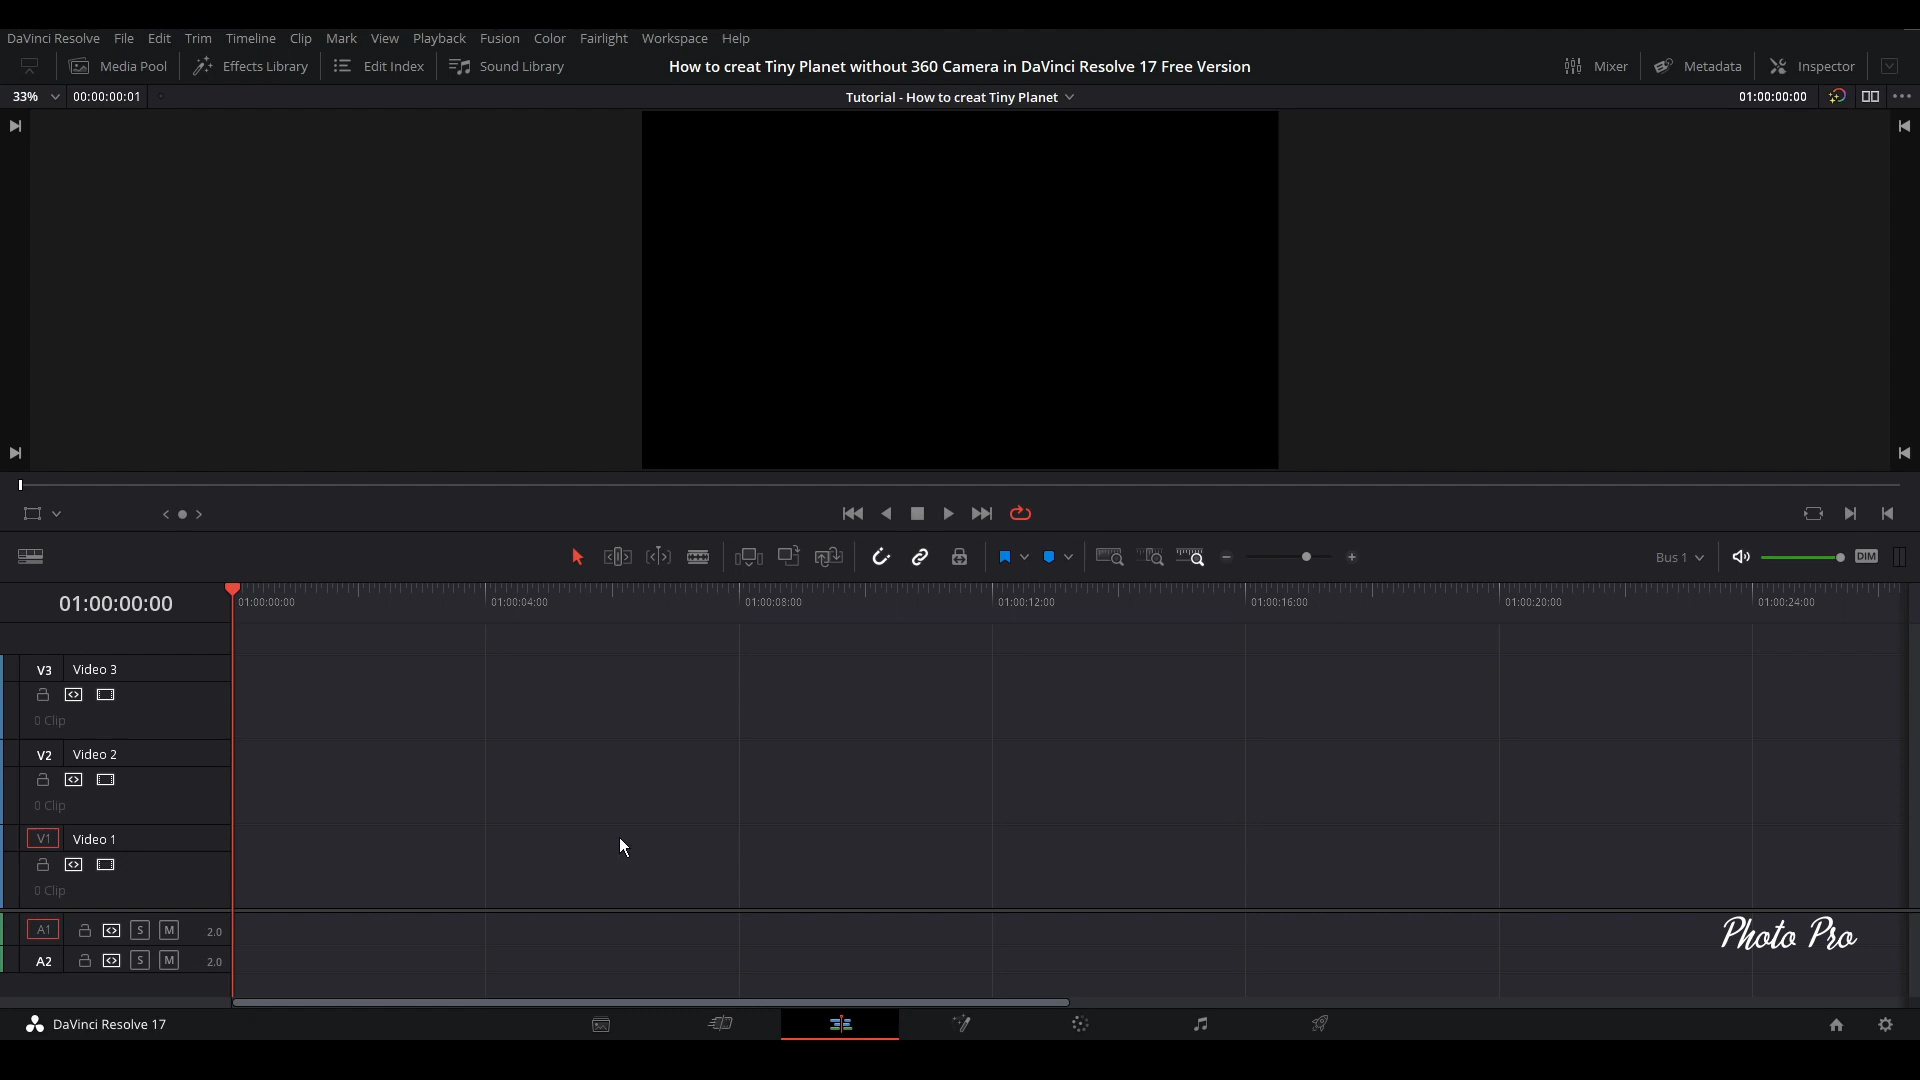 DaVinci Resolve File Edit Trim Timeline Clip Mark View Playback Fusion Color Fairlight Workspace Help
Media Pool Effects Library Edit Index Sound Library How to creat Tiny Planet without 360 Camera in DaVinci Resolve 17 Free Version Mixer Metadata Inspector
33% 00:00:00:01 Tutorial - How to creat Tiny Planet 01:00:00:00
Bus 1 DIM
01:00:00:00 01:00:00:00 01:00:04:00 01:00:08:00 01:00:12:00 01:00:16:00 01:00:20:00 01:00:24:00
V3 Video 3
0 Clip
V2 Video 2
0 Clip
V1 Video 1
0 Clip
A1 S M 2.0
Photo Pro
A2 S M 2.0
DaVinci Resolve 17